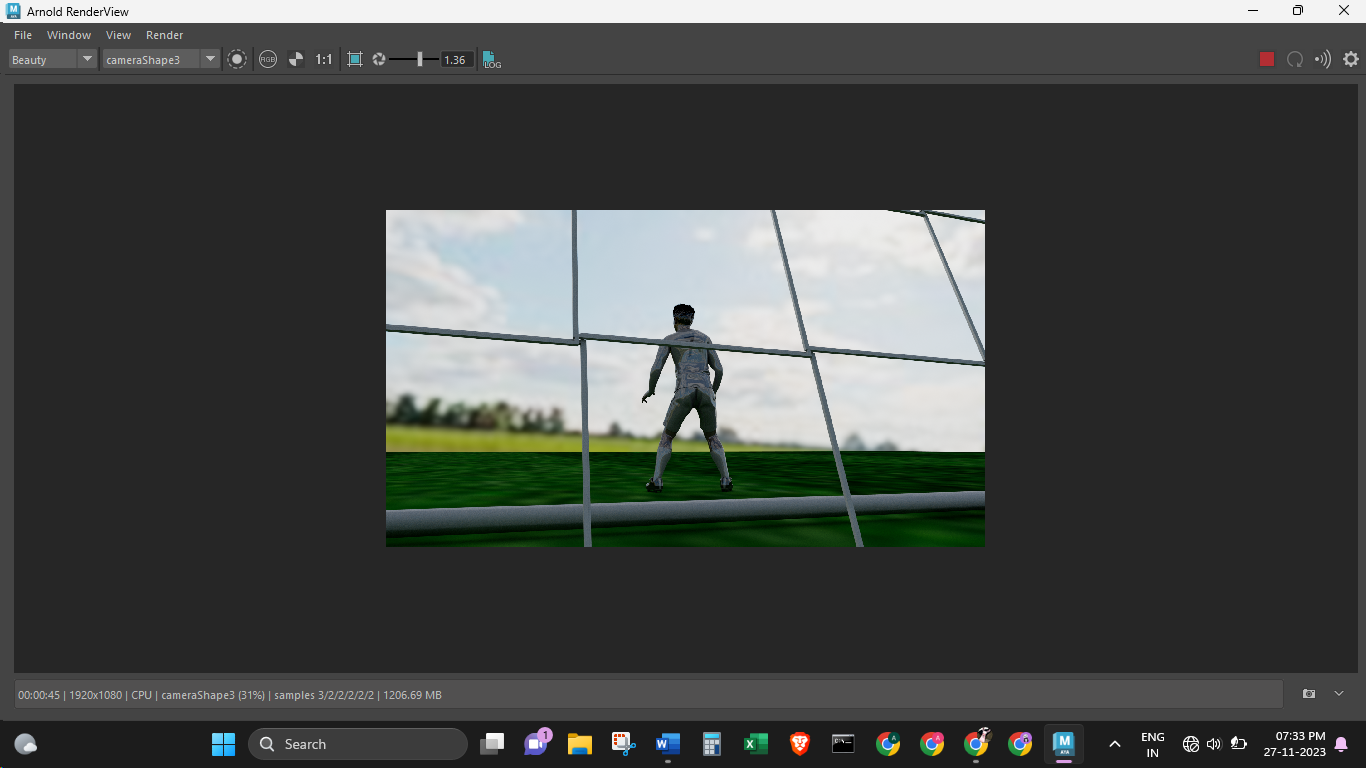 Arnold RenderView
File Window View Render
Beauty cameraShape3 RGB 1:1 1.36 LOG
00:00:45 | 1920x1080 | CPU | cameraShape3 (31%) | samples 3/2/2/2/2/2 | 1206.69 MB
Search
1
ENG
IN
07:33 PM
27-11-2023